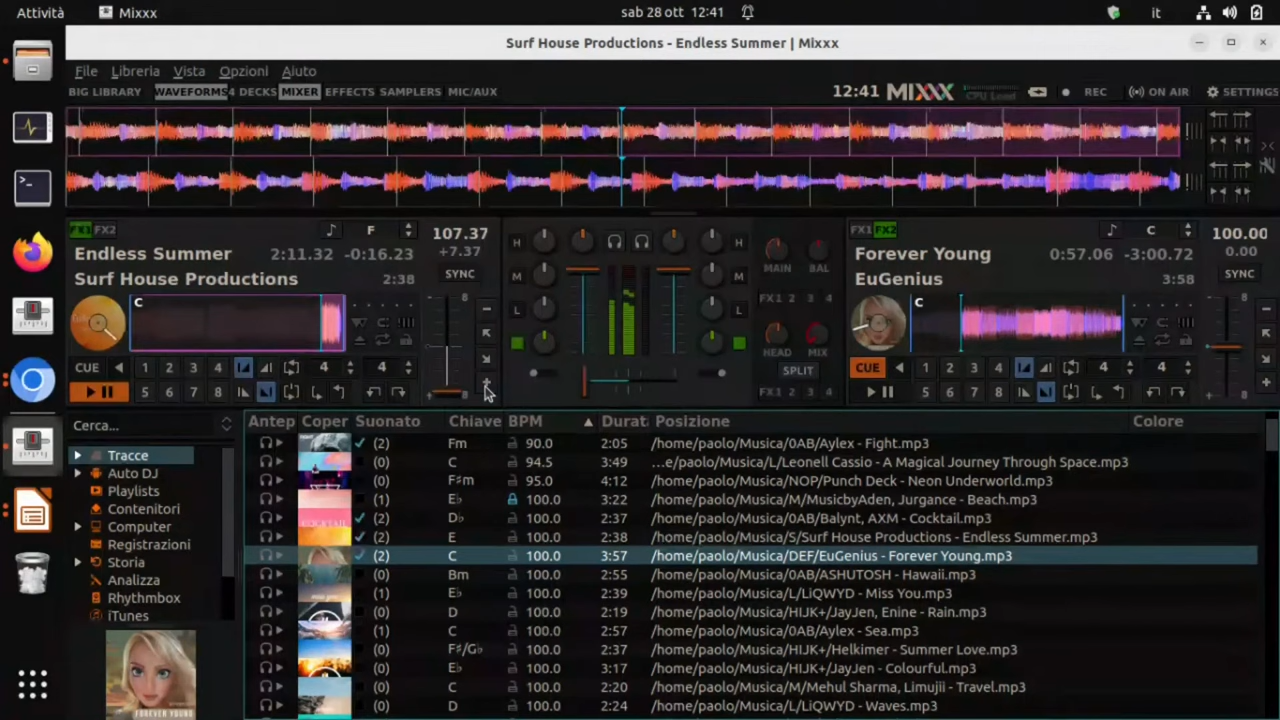 Attività Mixxx sab 28 ott 12:41 it
Surf House Productions - Endless Summer | Mixxx
File Libreria Vista Opzioni Aiuto
BIG LIBRARY WAVEFORMS 4 DECKS MIXER EFFECTS SAMPLERS MIC/AUX 12:41 MIXXX CPU Load REC ON AIR SETTINGS
FX1 FX2 F 107.37 H H FX1 FX2 C 100.00
Endless Summer 2:11.32 -0:16.23 +7.37 MAIN BAL Forever Young 0:57.06 -3:00.72 0.00
Surf House Productions 2:38 SYNC M M EuGenius 3:58 SYNC
C 8 L L FX1 2 3 4 C 8
HEAD MIX
CUE 1 2 3 4 4 4 SPLIT CUE 1 2 3 4 4 4
5 6 7 8 FX1 2 3 4 5 6 7 8
Cerca... Antep Coper Suonato Chiave BPM Durat Posizione Colore
(2) Fm 90.0 2:05 /home/paolo/Musica/0AB/Aylex - Fight.mp3
Tracce (0) C 94.5 3:49 ...e/paolo/Musica/L/Leonell Cassio - A Magical Journey Through Space.mp3
Auto DJ (0) F#m 95.0 4:12 /home/paolo/Musica/NOP/Punch Deck - Neon Underworld.mp3
Playlists (1) E♭ 100.0 3:22 /home/paolo/Musica/M/MusicbyAden, Jurgance - Beach.mp3
Contenitori (2) D♭ 100.0 2:37 /home/paolo/Musica/0AB/Balynt, AXM - Cocktail.mp3
Computer (2) E 100.0 2:38 /home/paolo/Musica/S/Surf House Productions - Endless Summer.mp3
Registrazioni (2) C 100.0 3:57 /home/paolo/Musica/DEF/EuGenius - Forever Young.mp3
Storia (0) Bm 100.0 2:55 /home/paolo/Musica/0AB/ASHUTOSH - Hawaii.mp3
Analizza (1) E♭ 100.0 2:39 /home/paolo/Musica/L/LiQWYD - Miss You.mp3
Rhythmbox (0) D 100.0 2:19 /home/paolo/Musica/HIJK+/JayJen, Enine - Rain.mp3
iTunes (1) C 100.0 2:57 /home/paolo/Musica/0AB/Aylex - Sea.mp3
(0) F♯/G♭ 100.0 2:37 /home/paolo/Musica/HIJK+/Helkimer - Summer Love.mp3
(0) E♭ 100.0 3:17 /home/paolo/Musica/HIJK+/JayJen - Colourful.mp3
(0) C 100.0 2:20 /home/paolo/Musica/M/Mehul Sharma, Limujii - Travel.mp3
(0) D 100.0 2:24 /home/paolo/Musica/L/LiQWYD - Waves.mp3
FOREVER YOUNG